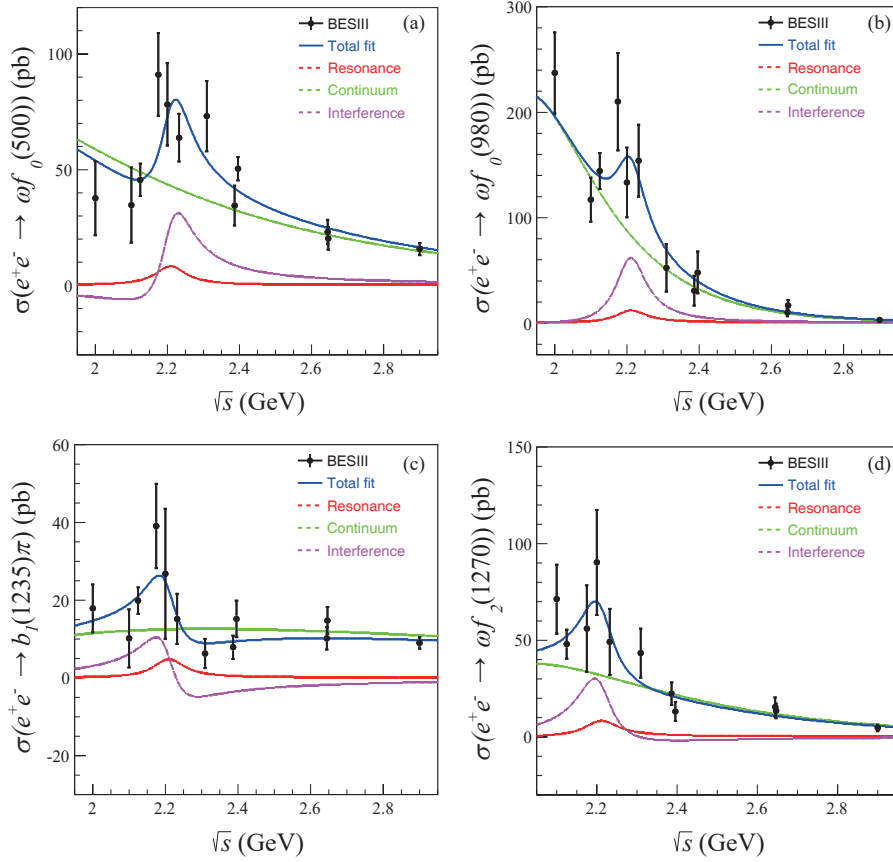 (a)
BESIII
Total fit
Resonance
Continuum
Interference
σ(e⁺e⁻ → ωf₀(500)) (pb)
100
50
0
2 2.2 2.4 2.6 2.8
√s (GeV)
(b)
BESIII
Total fit
Resonance
Continuum
Interference
σ(e⁺e⁻ → ωf₀(980)) (pb)
300
200
100
0
2 2.2 2.4 2.6 2.8
√s (GeV)
(c)
BESIII
Total fit
Resonance
Continuum
Interference
σ(e⁺e⁻ → b₁(1235)π) (pb)
60
40
20
0
-20
2 2.2 2.4 2.6 2.8
√s (GeV)
(d)
BESIII
Total fit
Resonance
Continuum
Interference
σ(e⁺e⁻ → ωf₂(1270)) (pb)
150
100
50
0
2.2 2.4 2.6 2.8
√s (GeV)